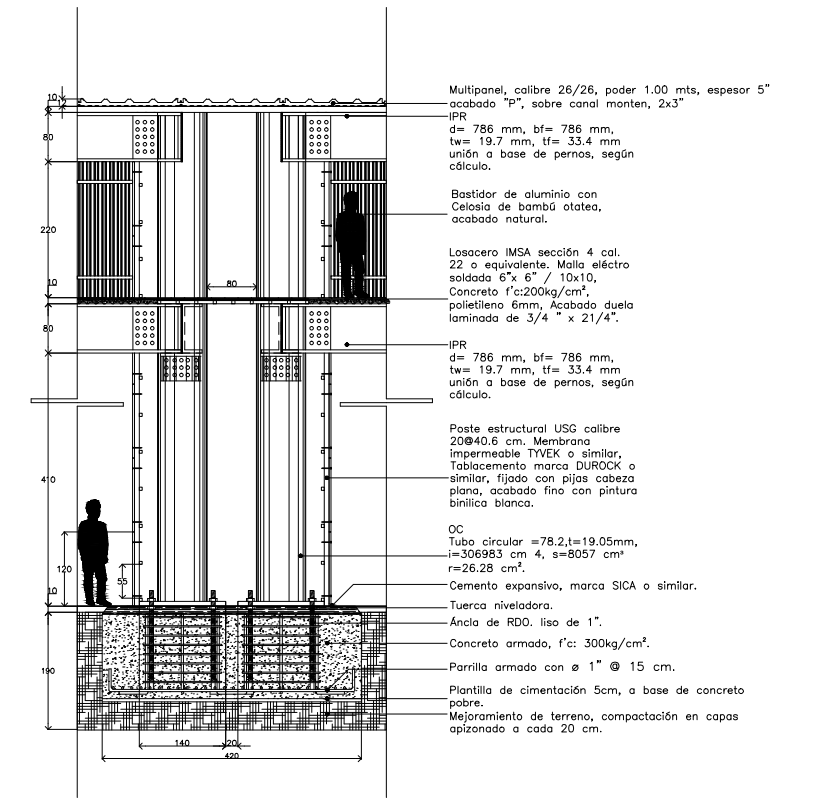 Multipanel, calibre 26/26, poder 1.00 mts, espesor 5"
acabado "P", sobre canal monten, 2x3"
IPR
d= 786 mm, bf= 786 mm,
tw= 19.7 mm, tf= 33.4 mm
unión a base de pernos, según
cálculo.
Bastidor de aluminio con
Celosia de bambú otatea,
acabado natural.
Losacero IMSA sección 4 cal.
22 o equivalente. Malla eléctro
soldada 6"x 6" / 10x10,
Concreto f'c:200kg/cm²,
polietileno 6mm, Acabado duela
laminada de 3/4 " x 21/4".
IPR
d= 786 mm, bf= 786 mm,
tw= 19.7 mm, tf= 33.4 mm
unión a base de pernos, según
cálculo.
Poste estructural USG calibre
20@40.6 cm. Membrana
impermeable TYVEK o similar,
Tablacemento marca DUROCK o
similar, fijado con pijas cabeza
plana, acabado fino con pintura
binilica blanca.
OC
Tubo circular =78.2,t=19.05mm,
i=306983 cm 4, s=8057 cm³
r=26.28 cm².
Cemento expansivo, marca SICA o similar.
Tuerca niveladora.
Áncla de RDO. liso de 1".
Concreto armado, f'c: 300kg/cm².
Parrilla armado con ø 1" @ 15 cm.
Plantilla de cimentación 5cm, a base de concreto
pobre.
Mejoramiento de terreno, compactación en capas
apizonado a cada 20 cm.
10
12
80
220
10
80
80
410
120
55
10
190
140
20
420